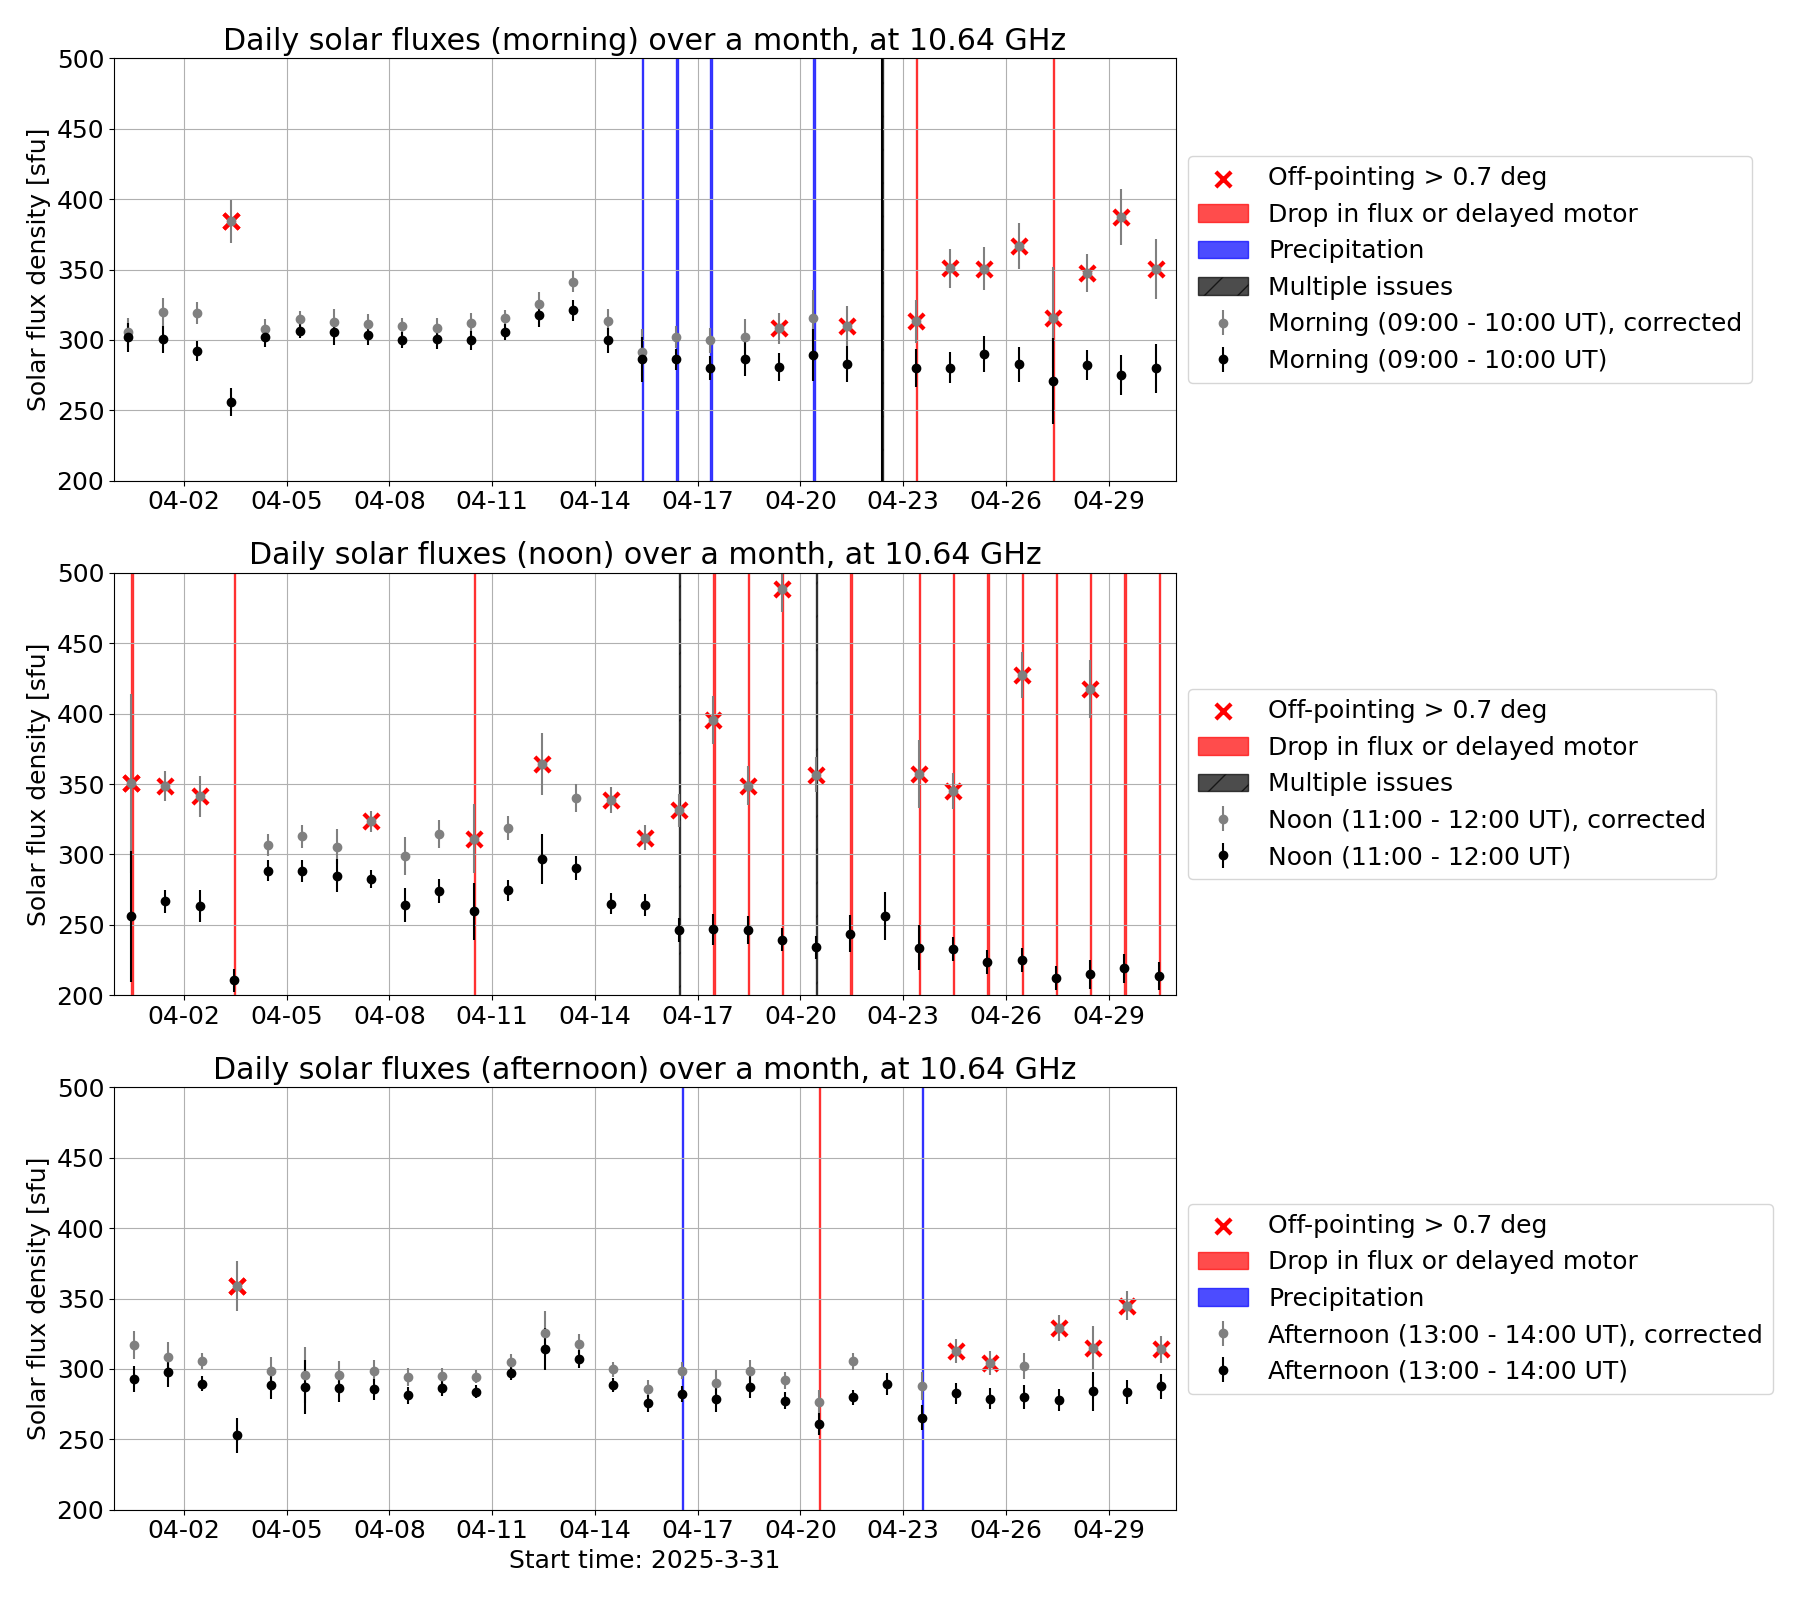 Daily solar fluxes (morning) over a month, at 10.64 GHz
Solar flux density [sfu]
500
450
400
350
300
250
200
04-02 04-05 04-08 04-11 04-14 04-17 04-20 04-23 04-26 04-29
Off-pointing > 0.7 deg
Drop in flux or delayed motor
Precipitation
Multiple issues
Morning (09:00 - 10:00 UT), corrected
Morning (09:00 - 10:00 UT)
Daily solar fluxes (noon) over a month, at 10.64 GHz
Solar flux density [sfu]
500
450
400
350
300
250
200
04-02 04-05 04-08 04-11 04-14 04-17 04-20 04-23 04-26 04-29
Off-pointing > 0.7 deg
Drop in flux or delayed motor
Multiple issues
Noon (11:00 - 12:00 UT), corrected
Noon (11:00 - 12:00 UT)
Daily solar fluxes (afternoon) over a month, at 10.64 GHz
Solar flux density [sfu]
500
450
400
350
300
250
200
04-02 04-05 04-08 04-11 04-14 04-17 04-20 04-23 04-26 04-29
Start time: 2025-3-31
Off-pointing > 0.7 deg
Drop in flux or delayed motor
Precipitation
Afternoon (13:00 - 14:00 UT), corrected
Afternoon (13:00 - 14:00 UT)